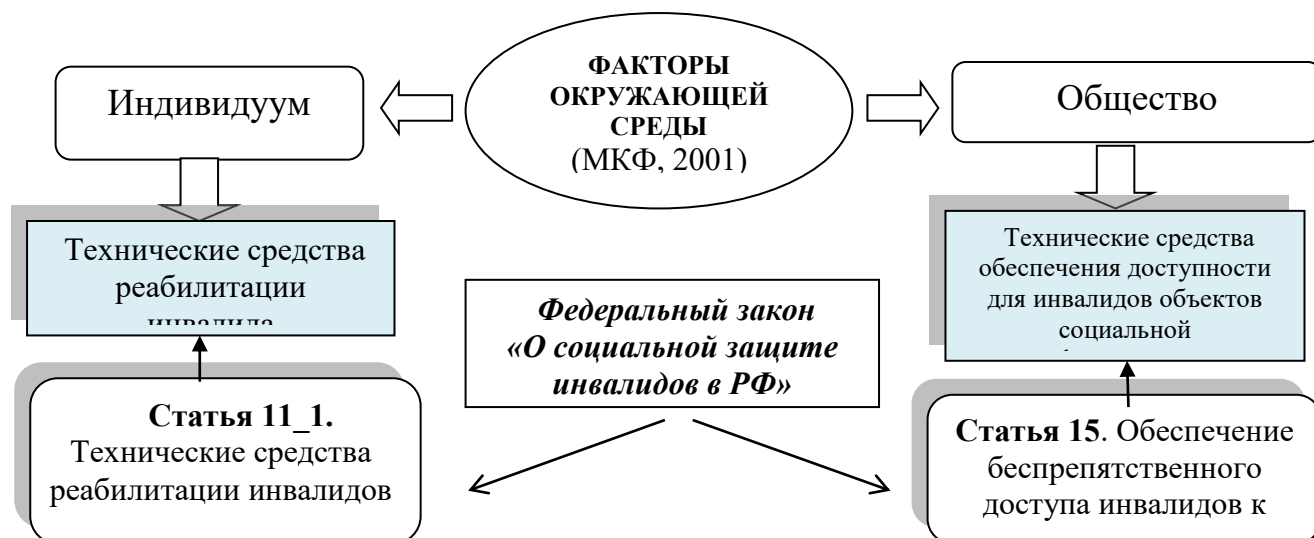 ФАКТОРЫ
ОКРУЖАЮЩЕЙ
СРЕДЫ
(МКФ, 2001)
Индивидуум
Общество
Технические средства
реабилитации
инвалида
Технические средства
обеспечения доступности
для инвалидов объектов
социальной
Федеральный закон
«О социальной защите
инвалидов в РФ»
Статья 11_1.
Технические средства
реабилитации инвалидов
Статья 15. Обеспечение
беспрепятственного
доступа инвалидов к